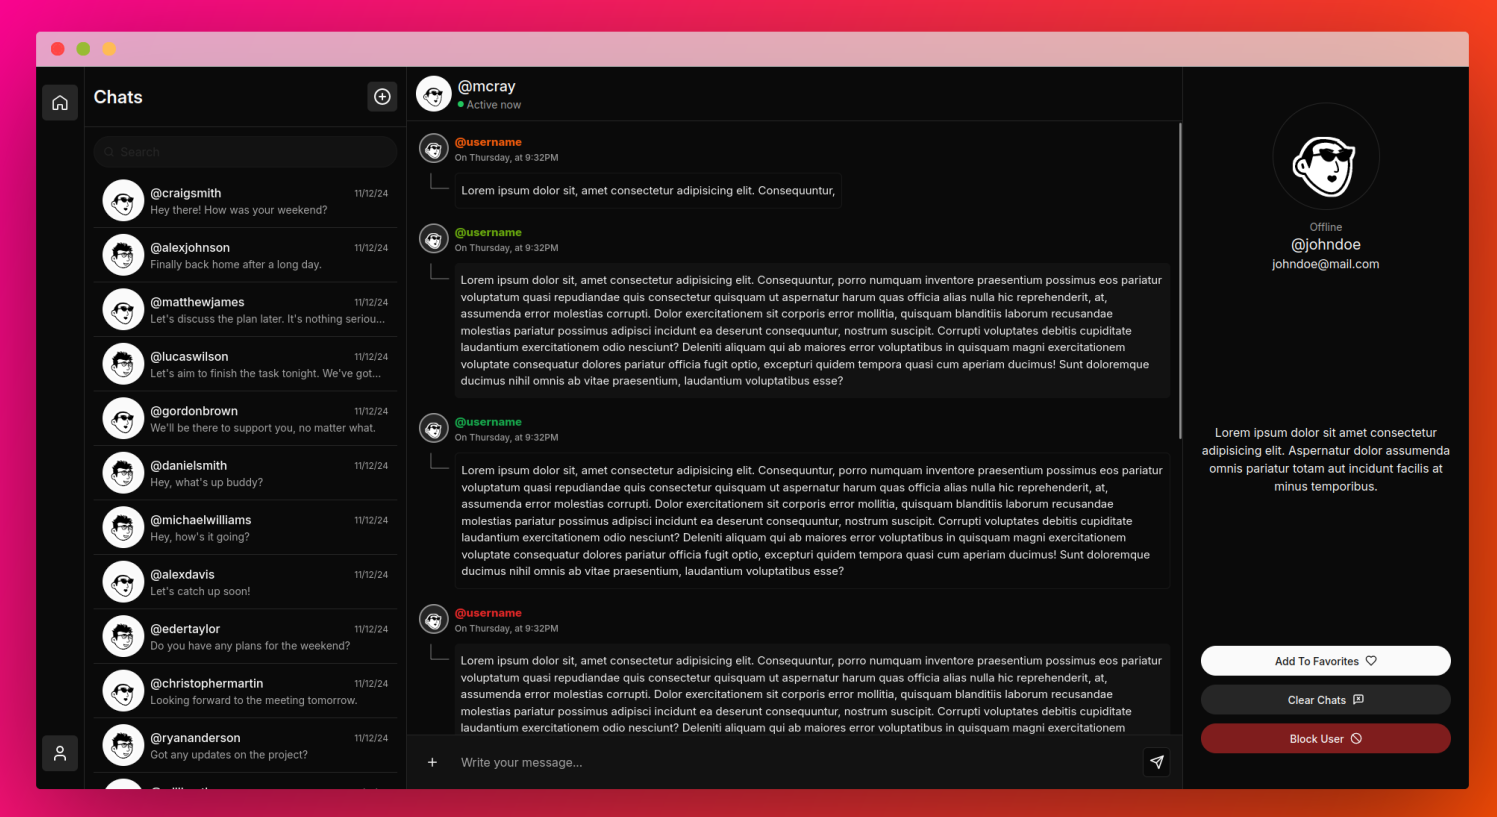 Chats
Search
@craigsmith 11/12/24
Hey there! How was your weekend?
@alexjohnson 11/12/24
Finally back home after a long day.
@matthewjames 11/12/24
Let's discuss the plan later. It's nothing seriou...
@lucaswilson 11/12/24
Let's aim to finish the task tonight. We've got...
@gordonbrown 11/12/24
We'll be there to support you, no matter what.
@danielsmith 11/12/24
Hey, what's up buddy?
@michaelwilliams 11/12/24
Hey, how's it going?
@alexdavis 11/12/24
Let's catch up soon!
@edertaylor 11/12/24
Do you have any plans for the weekend?
@christophermartin 11/12/24
Looking forward to the meeting tomorrow.
@ryananderson 11/12/24
Got any updates on the project?
@mcray
Active now
@username
On Thursday, at 9:32PM
Lorem ipsum dolor sit, amet consectetur adipisicing elit. Consequuntur,
@username
On Thursday, at 9:32PM
Lorem ipsum dolor sit, amet consectetur adipisicing elit. Consequuntur, porro numquam inventore praesentium possimus eos pariatur
voluptatum quasi repudiandae quis consectetur quisquam ut aspernatur harum quas officia alias nulla hic reprehenderit, at,
assumenda error molestias corrupti. Dolor exercitationem sit corporis error mollitia, quisquam blanditiis laborum recusandae
molestias pariatur possimus adipisci incidunt ea deserunt consequuntur, nostrum suscipit. Corrupti voluptates debitis cupiditate
laudantium exercitationem odio nesciunt? Deleniti aliquam qui ab maiores error voluptatibus in quisquam magni exercitationem
voluptate consequatur dolores pariatur officia fugit optio, excepturi quidem tempora quasi cum aperiam ducimus! Sunt doloremque
ducimus nihil omnis ab vitae praesentium, laudantium voluptatibus esse?
@username
On Thursday, at 9:32PM
Lorem ipsum dolor sit, amet consectetur adipisicing elit. Consequuntur, porro numquam inventore praesentium possimus eos pariatur
voluptatum quasi repudiandae quis consectetur quisquam ut aspernatur harum quas officia alias nulla hic reprehenderit, at,
assumenda error molestias corrupti. Dolor exercitationem sit corporis error mollitia, quisquam blanditiis laborum recusandae
molestias pariatur possimus adipisci incidunt ea deserunt consequuntur, nostrum suscipit. Corrupti voluptates debitis cupiditate
laudantium exercitationem odio nesciunt? Deleniti aliquam qui ab maiores error voluptatibus in quisquam magni exercitationem
voluptate consequatur dolores pariatur officia fugit optio, excepturi quidem tempora quasi cum aperiam ducimus! Sunt doloremque
ducimus nihil omnis ab vitae praesentium, laudantium voluptatibus esse?
@username
On Thursday, at 9:32PM
Lorem ipsum dolor sit, amet consectetur adipisicing elit. Consequuntur, porro numquam inventore praesentium possimus eos pariatur
voluptatum quasi repudiandae quis consectetur quisquam ut aspernatur harum quas officia alias nulla hic reprehenderit, at,
assumenda error molestias corrupti. Dolor exercitationem sit corporis error mollitia, quisquam blanditiis laborum recusandae
molestias pariatur possimus adipisci incidunt ea deserunt consequuntur, nostrum suscipit. Corrupti voluptates debitis cupiditate
laudantium exercitationem odio nesciunt? Deleniti aliquam qui ab maiores error voluptatibus in quisquam magni exercitationem
Write your message...
Offline
@johndoe
johndoe@mail.com
Lorem ipsum dolor sit amet consectetur
adipisicing elit. Aspernatur dolor assumenda
omnis pariatur totam aut incidunt facilis at
minus temporibus.
Add To Favorites
Clear Chats
Block User